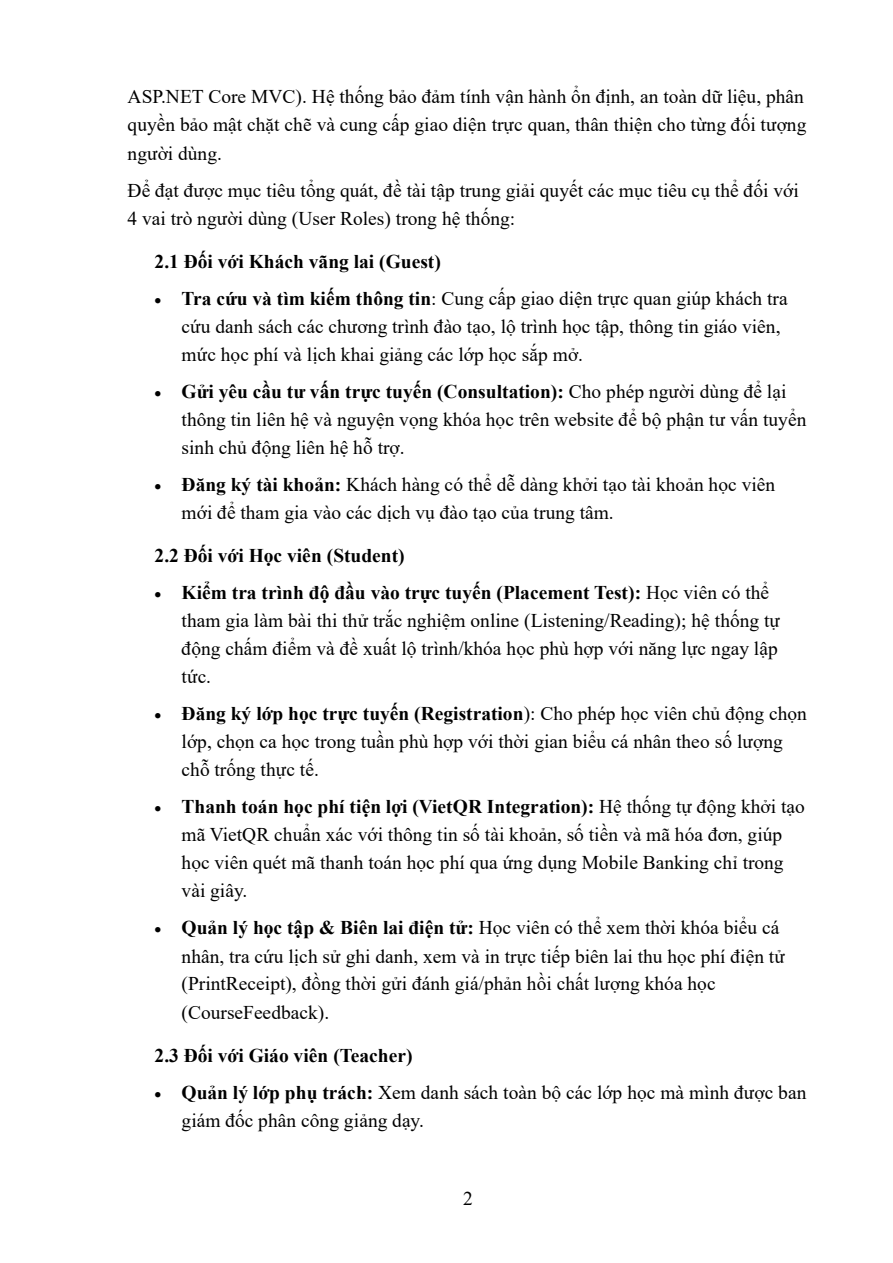 ASP.NET Core MVC). Hệ thống bảo đảm tính vận hành ổn định, an toàn dữ liệu, phân
quyền bảo mật chặt chẽ và cung cấp giao diện trực quan, thân thiện cho từng đối tượng
người dùng.
Để đạt được mục tiêu tổng quát, đề tài tập trung giải quyết các mục tiêu cụ thể đối với
4 vai trò người dùng (User Roles) trong hệ thống:
2.1 Đối với Khách vãng lai (Guest)
• Tra cứu và tìm kiếm thông tin: Cung cấp giao diện trực quan giúp khách tra
cứu danh sách các chương trình đào tạo, lộ trình học tập, thông tin giáo viên,
mức học phí và lịch khai giảng các lớp học sắp mở.
• Gửi yêu cầu tư vấn trực tuyến (Consultation): Cho phép người dùng để lại
thông tin liên hệ và nguyện vọng khóa học trên website để bộ phận tư vấn tuyển
sinh chủ động liên hệ hỗ trợ.
• Đăng ký tài khoản: Khách hàng có thể dễ dàng khởi tạo tài khoản học viên
mới để tham gia vào các dịch vụ đào tạo của trung tâm.
2.2 Đối với Học viên (Student)
• Kiểm tra trình độ đầu vào trực tuyến (Placement Test): Học viên có thể
tham gia làm bài thi thử trắc nghiệm online (Listening/Reading); hệ thống tự
động chấm điểm và đề xuất lộ trình/khóa học phù hợp với năng lực ngay lập
tức.
• Đăng ký lớp học trực tuyến (Registration): Cho phép học viên chủ động chọn
lớp, chọn ca học trong tuần phù hợp với thời gian biểu cá nhân theo số lượng
chỗ trống thực tế.
• Thanh toán học phí tiện lợi (VietQR Integration): Hệ thống tự động khởi tạo
mã VietQR chuẩn xác với thông tin số tài khoản, số tiền và mã hóa đơn, giúp
học viên quét mã thanh toán học phí qua ứng dụng Mobile Banking chỉ trong
vài giây.
• Quản lý học tập & Biên lai điện tử: Học viên có thể xem thời khóa biểu cá
nhân, tra cứu lịch sử ghi danh, xem và in trực tiếp biên lai thu học phí điện tử
(PrintReceipt), đồng thời gửi đánh giá/phản hồi chất lượng khóa học
(CourseFeedback).
2.3 Đối với Giáo viên (Teacher)
• Quản lý lớp phụ trách: Xem danh sách toàn bộ các lớp học mà mình được ban
giám đốc phân công giảng dạy.
2